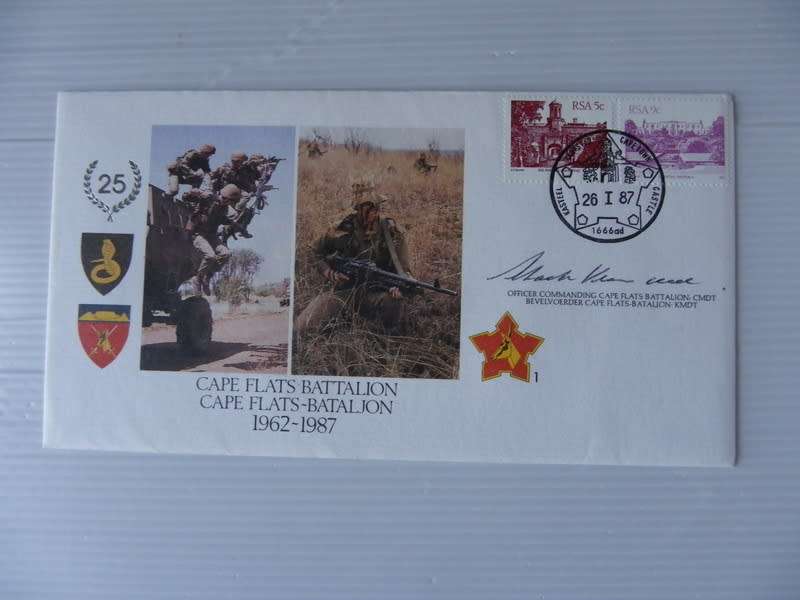 25
CAPE FLATS BATTALION
CAPE FLATS-BATALJON
1962-1987
RSA 5c
RSA 9c
KASTEEL
CASTLE
26 I 87
1666ad
OFFICER COMMANDING CAPE FLATS BATTALION: CMDT
BEVELVOERDER CAPE FLATS-BATALJON: KMDT
1